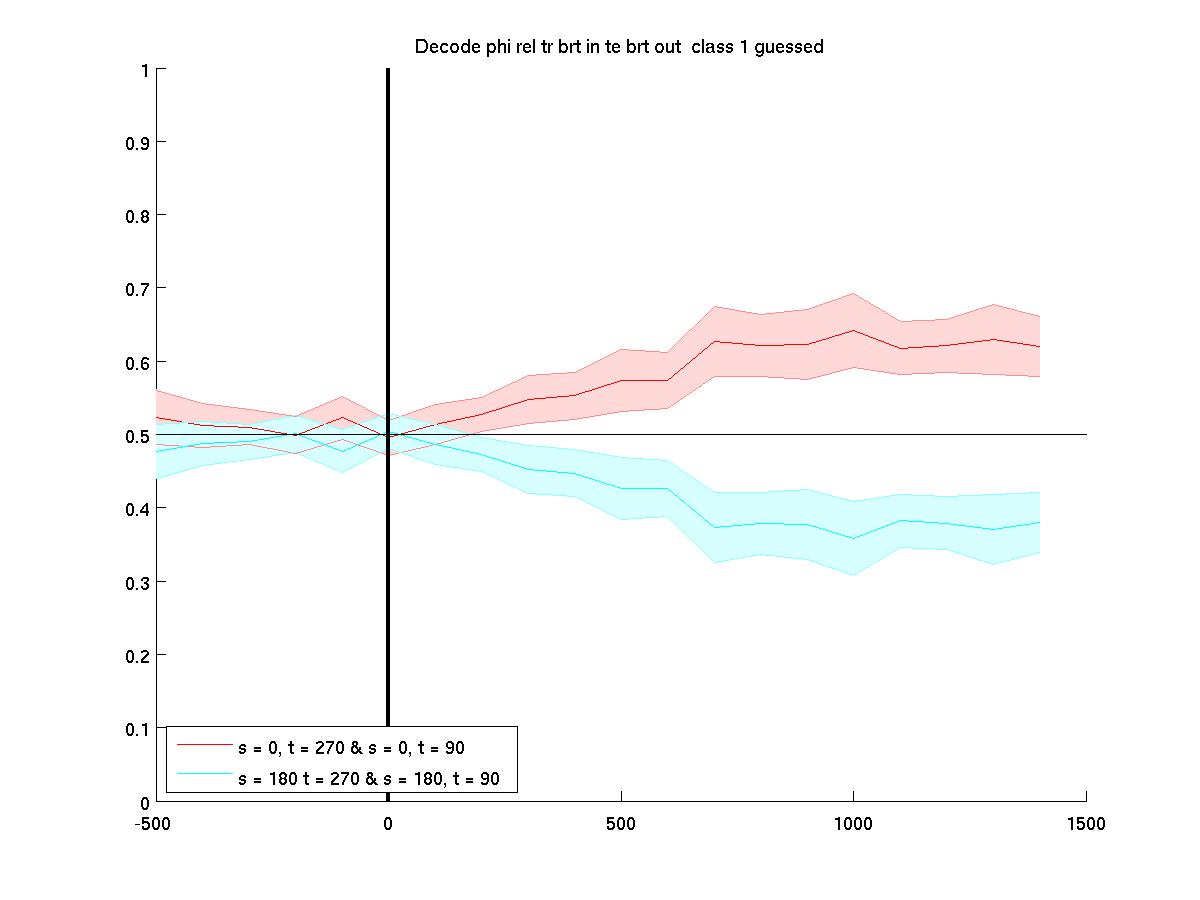 Decode phi rel tr brt in te brt out  class 1 guessed
1
0.9
0.8
0.7
0.6
0.5
0.4
0.3
0.2
0.1
0
s = 0, t = 270 & s = 0, t = 90
s = 180 t = 270 & s = 180, t = 90
-500 0 500 1000 1500